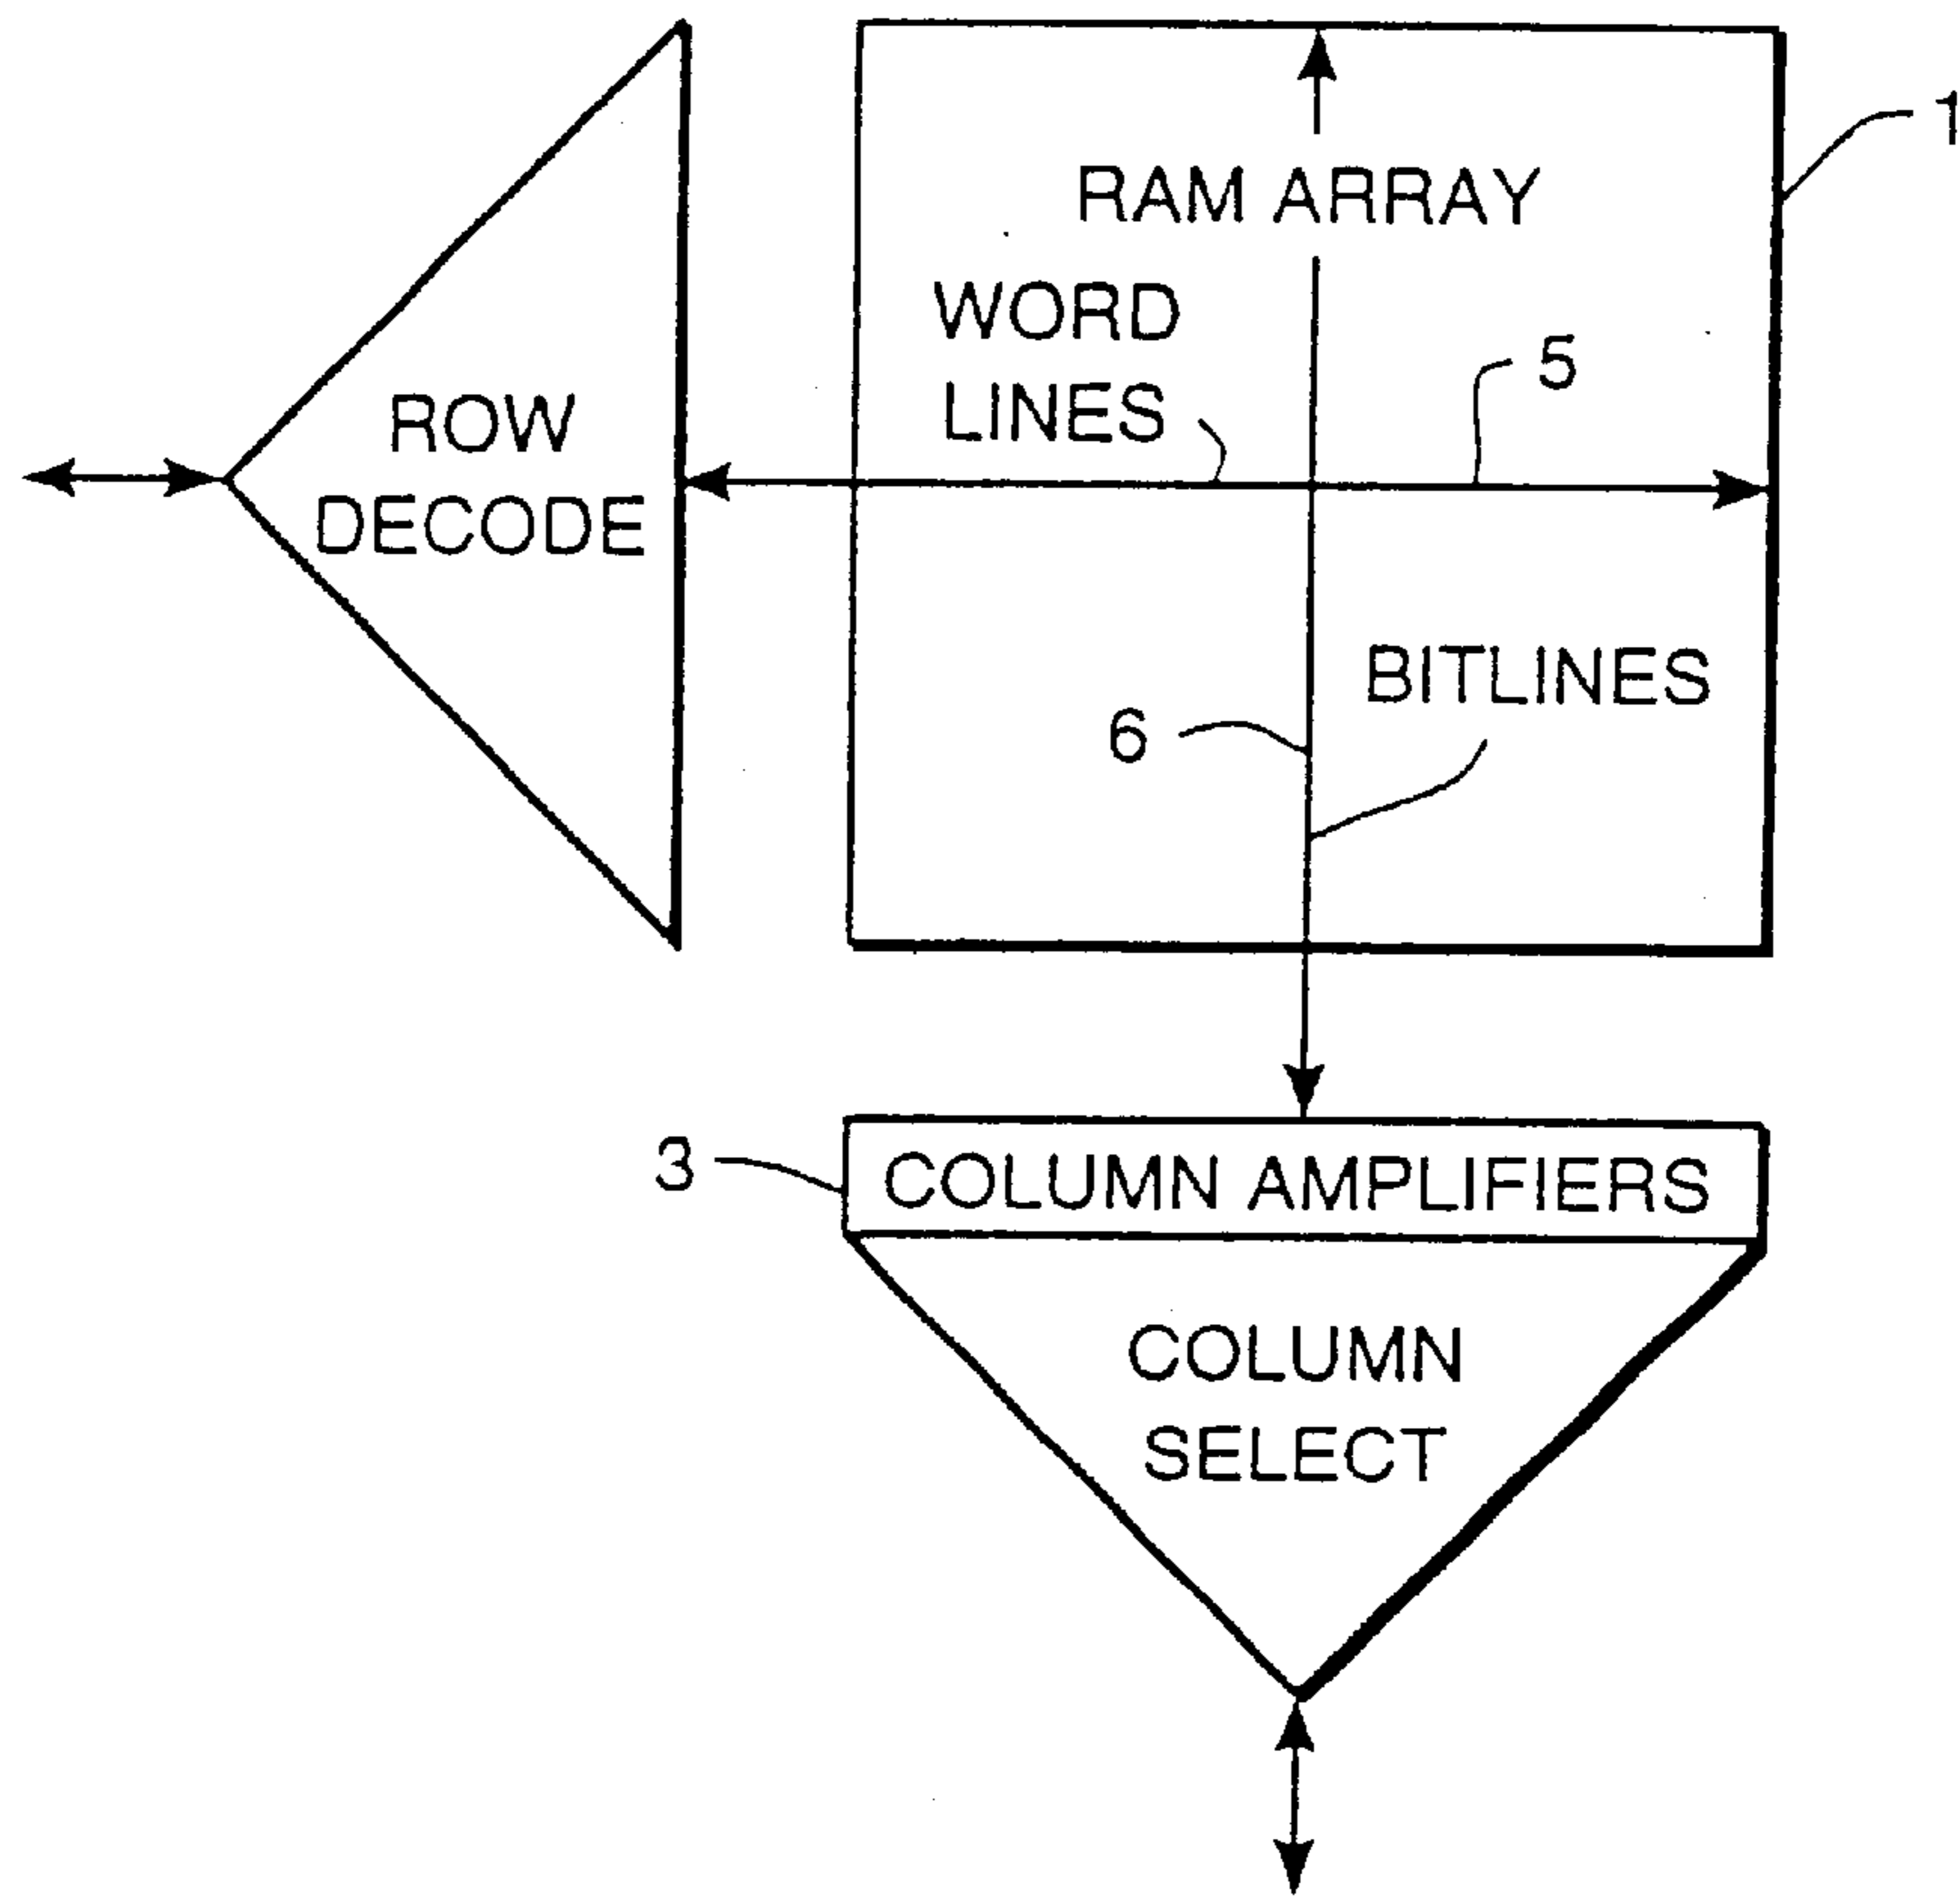 1
RAM ARRAY
WORD
LINES
5
ROW
DECODE
BITLINES
6
3
COLUMN AMPLIFIERS
COLUMN
SELECT